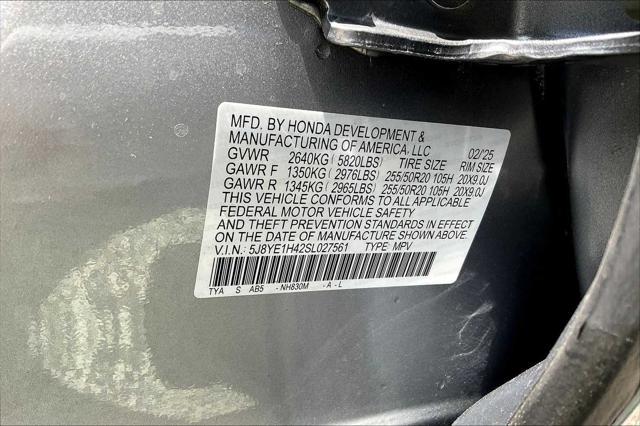 MFD. BY HONDA DEVELOPMENT &
MANUFACTURING OF AMERICA, LLC 02/'25
GVWR 2640KG (5820LBS) TIRE SIZE RIM SIZE
GAWR F 1350KG (2976LBS) 255/50R20 105H 20X9.0J
GAWR R 1345KG (2965LBS) 255/50R20 105H 20X9.0J
THIS VEHICLE CONFORMS TO ALL APPLICABLE
FEDERAL MOTOR VEHICLE SAFETY
AND THEFT PREVENTION STANDARDS IN EFFECT
ON THE DATE OF MANUFACTURE SHOWN ABOVE.
V.I.N.: 5J8YE1H42SL027561 TYPE MPV
TYA S AB5 - NH830M - A - L